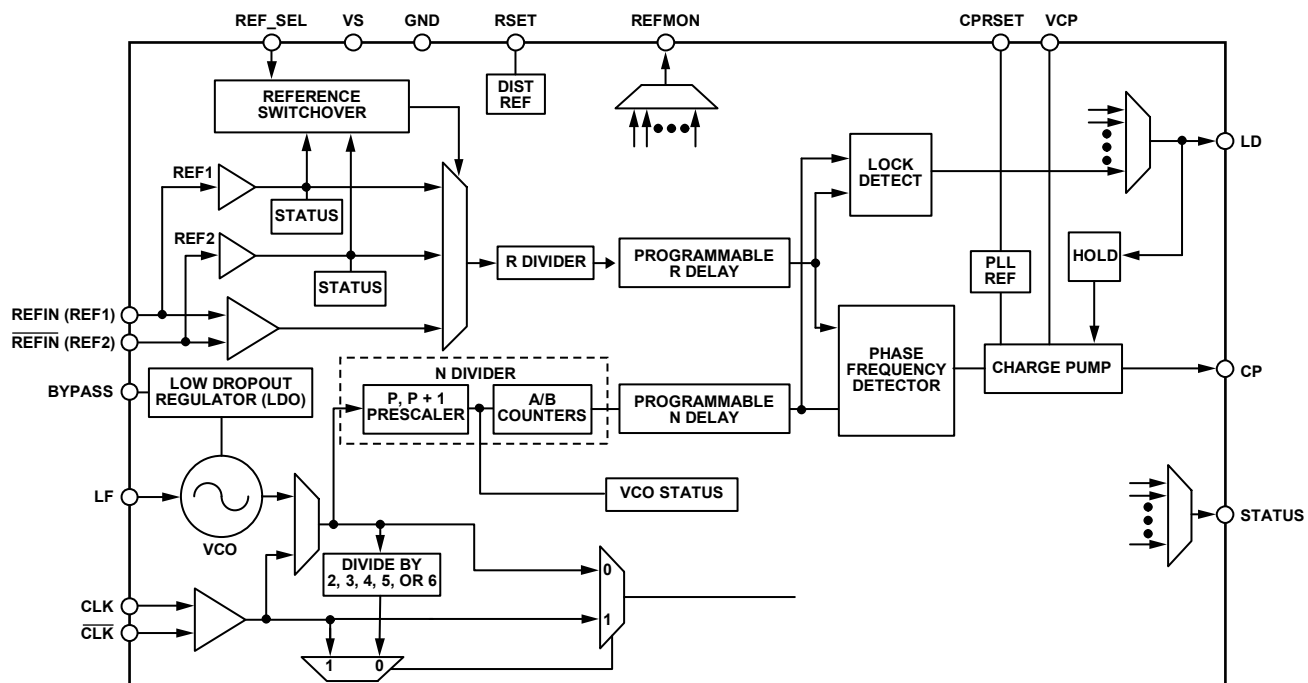 REF_SEL VS GND RSET REFMON CPRSET VCP
REFERENCE
SWITCHOVER
DIST
REF
LD
REF1
STATUS
LOCK
DETECT
REF2
STATUS
R DIVIDER
PROGRAMMABLE
R DELAY
PLL
REF
HOLD
REFIN (REF1)
REFIN (REF2)
BYPASS
LOW DROPOUT
REGULATOR (LDO)
N DIVIDER
P, P + 1
PRESCALER
A/B
COUNTERS
PROGRAMMABLE
N DELAY
PHASE
FREQUENCY
DETECTOR
CHARGE PUMP
CP
LF
VCO
VCO STATUS
STATUS
DIVIDE BY
2, 3, 4, 5, OR 6
0
1
CLK
CLK
1 0